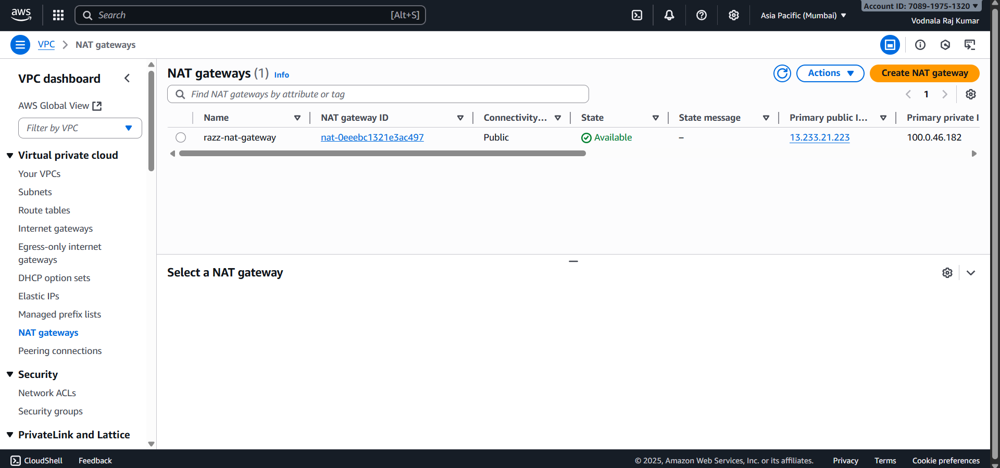 aws
Search [Alt+S]
Asia Pacific (Mumbai)
Account ID: 7089-1975-1320
Vodnala Raj Kumar
VPC
NAT gateways
VPC dashboard
AWS Global View
Filter by VPC
Virtual private cloud
Your VPCs
Subnets
Route tables
Internet gateways
Egress-only internet
gateways
DHCP option sets
Elastic IPs
Managed prefix lists
NAT gateways
Peering connections
Security
Network ACLs
Security groups
PrivateLink and Lattice
NAT gateways (1) Info
Actions
Create NAT gateway
Find NAT gateways by attribute or tag
1
Name NAT gateway ID Connectivity... State State message Primary public I... Primary private I
razz-nat-gateway nat-0eeebc1321e3ac497 Public Available – 13.233.21.223 100.0.46.182
Select a NAT gateway
CloudShell Feedback © 2025, Amazon Web Services, Inc. or its affiliates. Privacy Terms Cookie preferences